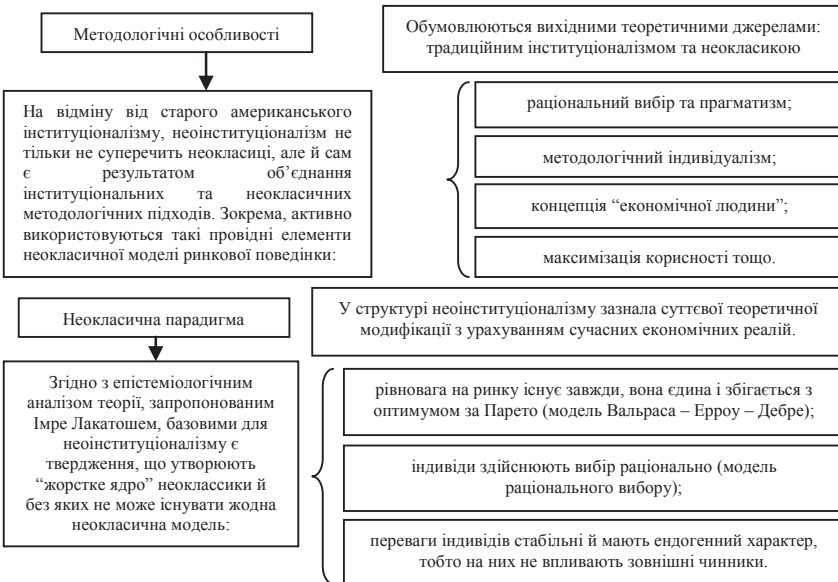 Методологічні особливості
Обумовлюються вихідними теоретичними джерелами:
традиційним інституціоналізмом та неокласикою
На відміну від старого американського
інституціоналізму, неоінституціоналізм не
тільки не суперечить неокласиці, але й сам
є результатом об’єднання
інституціональних та неокласичних
методологічних підходів. Зокрема, активно
використовуються такі провідні елементи
неокласичної моделі ринкової поведінки:
раціональний вибір та прагматизм;
методологічний індивідуалізм;
концепція “економічної людини”;
максимізація корисності тощо.
Неокласична парадигма
У структурі неоінституціоналізму зазнала суттєвої теоретичної
модифікації з урахуванням сучасних економічних реалій.
Згідно з епістеміологічним
аналізом теорії, запропонованим
Імре Лакатошем, базовими для
неоінституціоналізму є
твердження, що утворюють
“жорстке ядро” неоклассики й
без яких не може існувати жодна
неокласична модель:
рівновага на ринку існує завжди, вона єдина і збігається з
оптимумом за Парето (модель Вальраса – Ерроу – Дебре);
індивіди здійснюють вибір раціонально (модель
раціонального вибору);
переваги індивідів стабільні й мають ендогенний характер,
тобто на них не впливають зовнішні чинники.